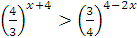 (4/3)^{x+4} > (3/4)^{4−2x}